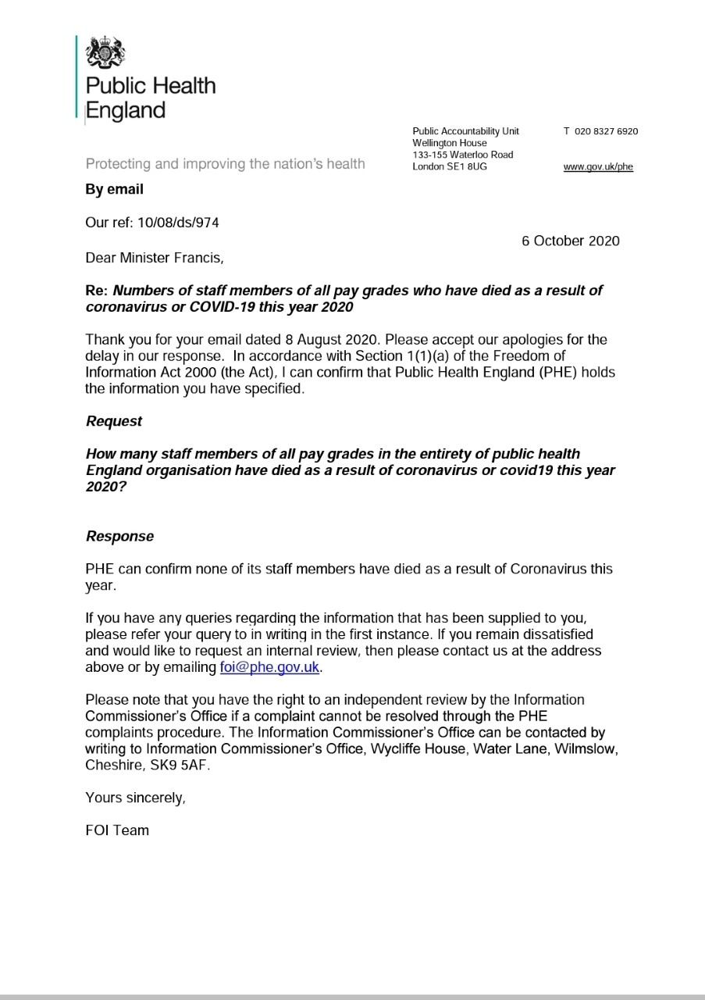 Public Health
England
Public Accountability Unit
Wellington House
133-155 Waterloo Road
London SE1 8UG
T 020 8327 6920
www.gov.uk/phe
Protecting and improving the nation's health
By email
Our ref: 10/08/ds/974
6 October 2020
Dear Minister Francis,
Re: Numbers of staff members of all pay grades who have died as a result of
coronavirus or COVID-19 this year 2020
Thank you for your email dated 8 August 2020. Please accept our apologies for the
delay in our response. In accordance with Section 1(1)(a) of the Freedom of
Information Act 2000 (the Act), I can confirm that Public Health England (PHE) holds
the information you have specified.
Request
How many staff members of all pay grades in the entirety of public health
England organisation have died as a result of coronavirus or covid19 this year
2020?
Response
PHE can confirm none of its staff members have died as a result of Coronavirus this
year.
If you have any queries regarding the information that has been supplied to you,
please refer your query to in writing in the first instance. If you remain dissatisfied
and would like to request an internal review, then please contact us at the address
above or by emailing foi@phe.gov.uk.
Please note that you have the right to an independent review by the Information
Commissioner's Office if a complaint cannot be resolved through the PHE
complaints procedure. The Information Commissioner's Office can be contacted by
writing to Information Commissioner's Office, Wycliffe House, Water Lane, Wilmslow,
Cheshire, SK9 5AF.
Yours sincerely,
FOI Team